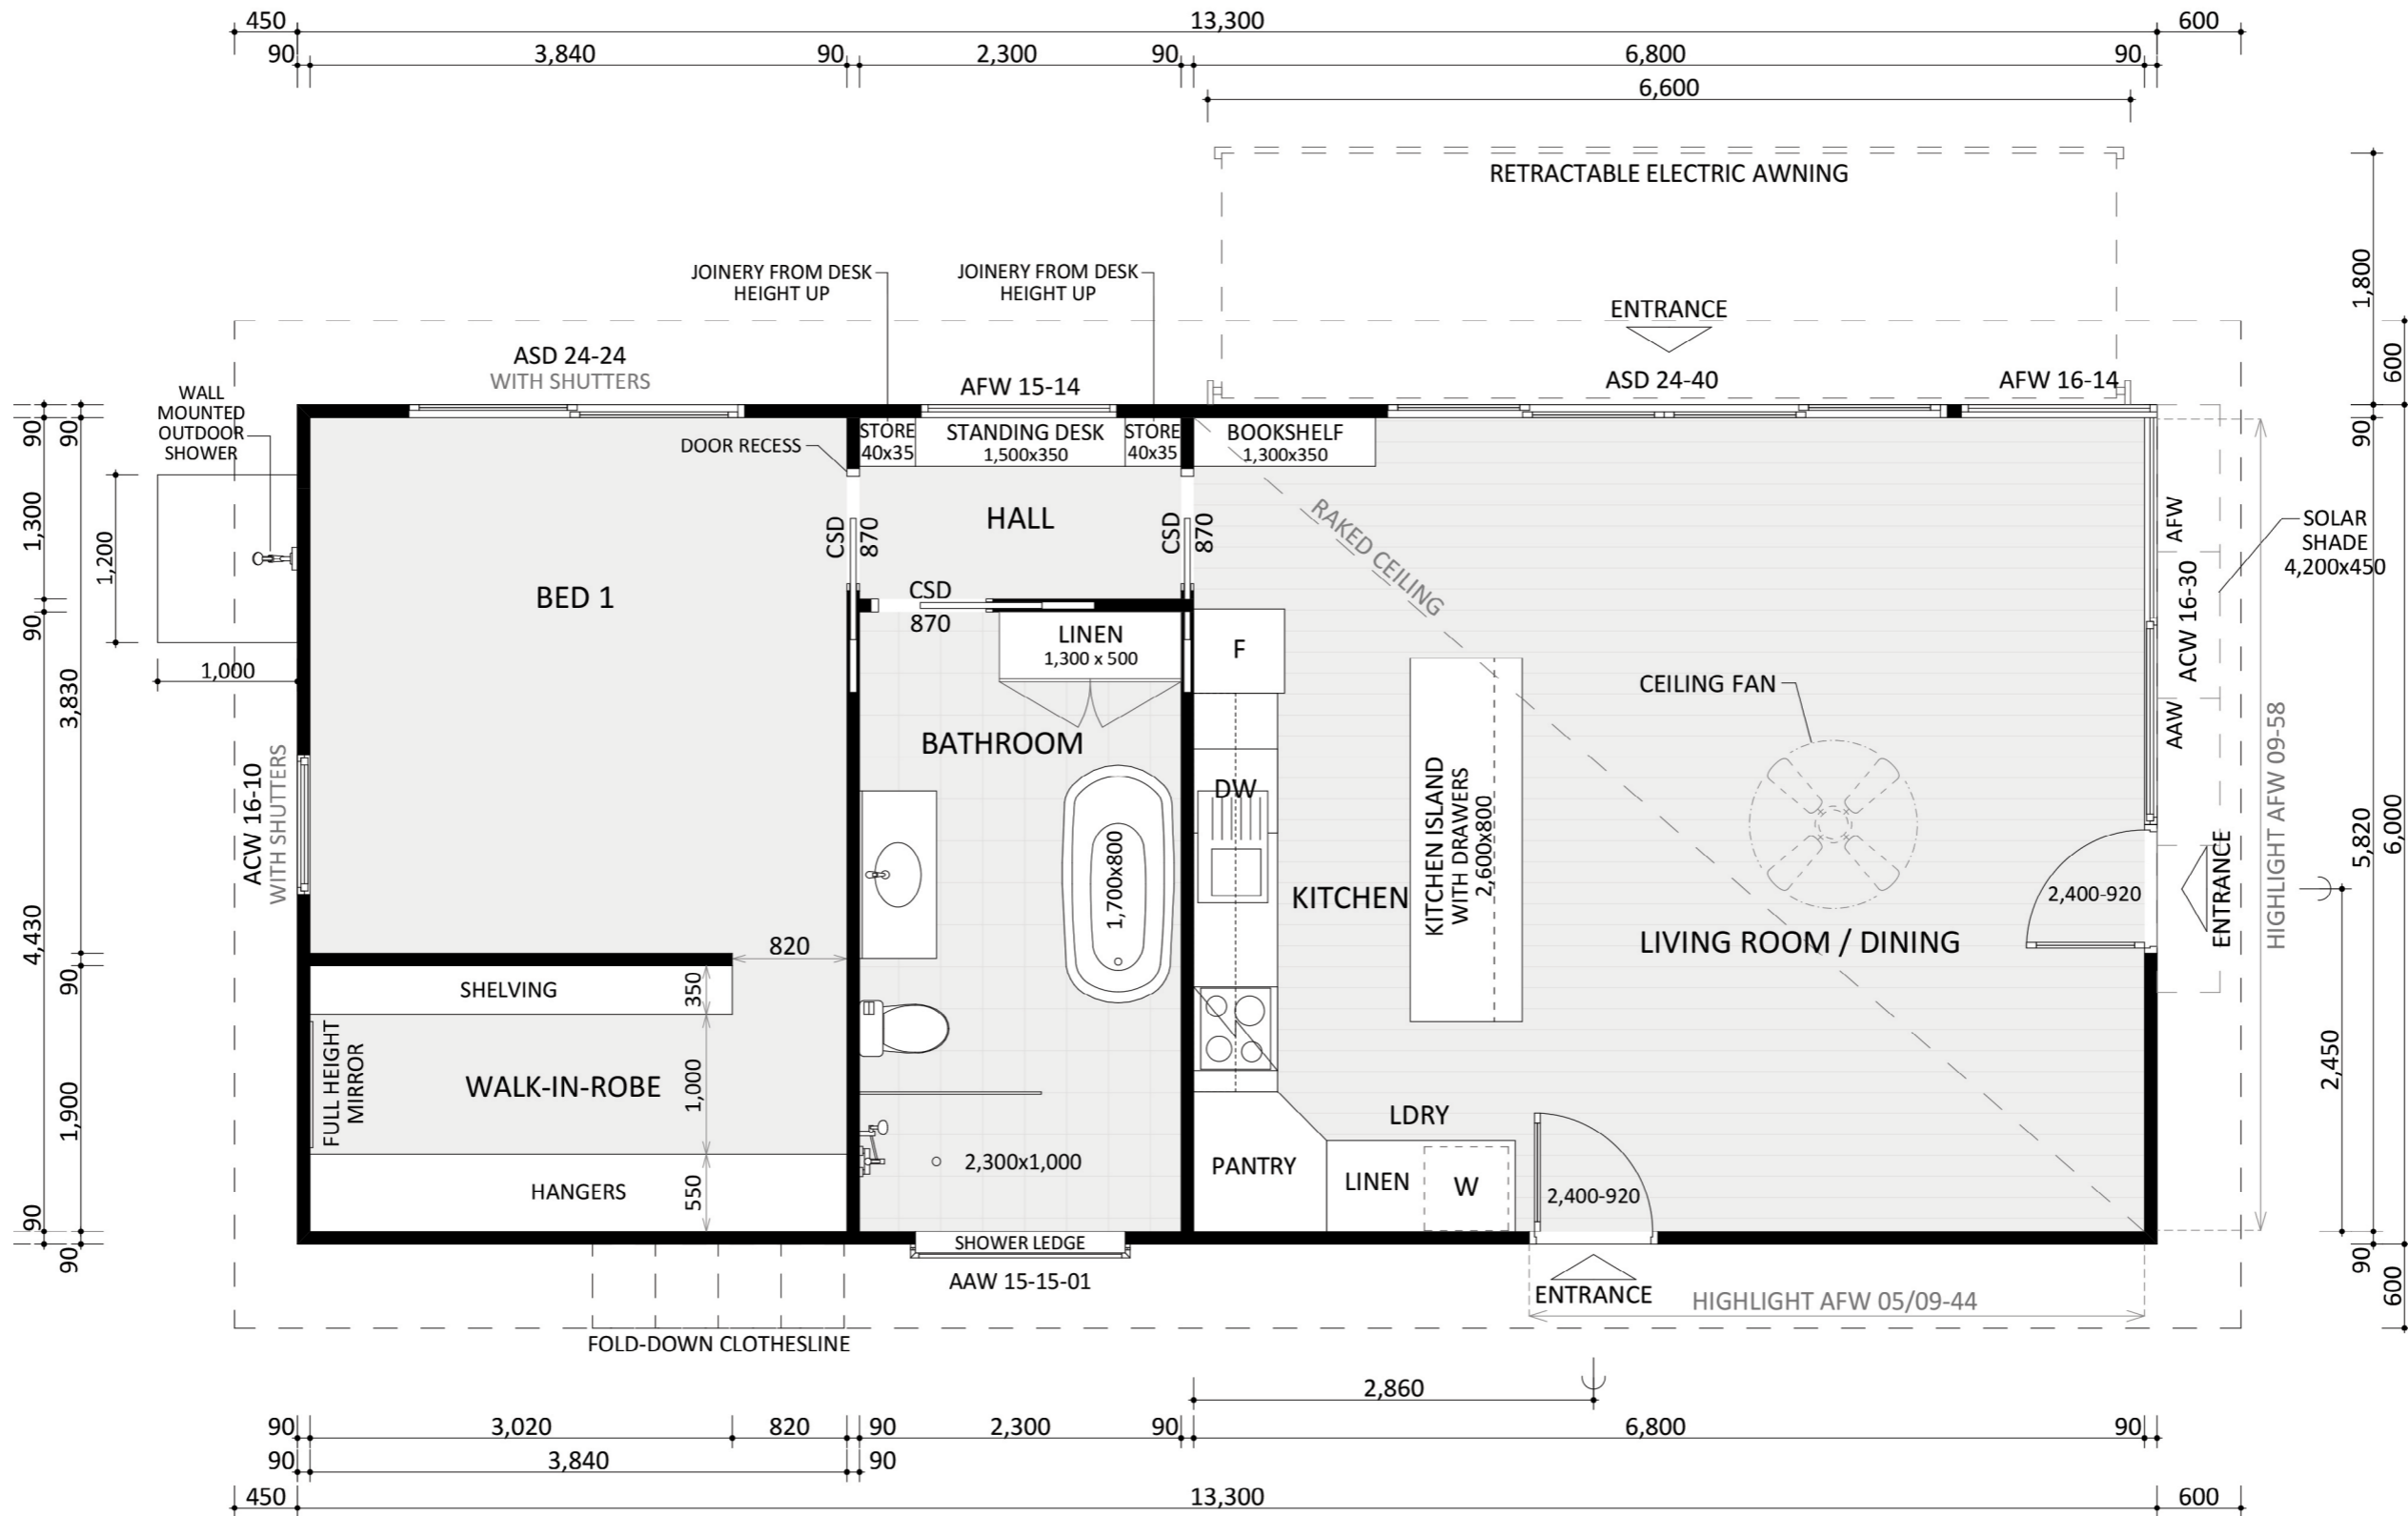 450
13,300
600
90
3,840
90
2,300
90
6,800
90
6,600
RETRACTABLE ELECTRIC AWNING
1,800
JOINERY FROM DESK
HEIGHT UP
JOINERY FROM DESK
HEIGHT UP
ENTRANCE
600
ASD 24-24
WITH SHUTTERS
AFW 15-14
ASD 24-40
AFW 16-14
WALL
MOUNTED
OUTDOOR
SHOWER
DOOR RECESS
STORE
40x35
STANDING DESK
1,500x350
STORE
40x35
BOOKSHELF
1,300x350
90
90
90
1,300
1,200
90
3,830
1,000
HALL
CSD
870
CSD
870
CSD
870
RAKED CEILING
AFW
ACW 16-30
AAW
SOLAR
SHADE
4,200x450
BED 1
LINEN
1,300 x 500
F
CEILING FAN
BATHROOM
DW
KITCHEN ISLAND
WITH DRAWERS
2,600x800
1,700x800
KITCHEN
LIVING ROOM / DINING
2,400-920
ENTRANCE
HIGHLIGHT AFW 09-58
5,820
6,000
2,450
ACW 16-10
WITH SHUTTERS
4,430
90
1,900
90
90
820
SHELVING
350
FULL HEIGHT
MIRROR
WALK-IN-ROBE
1,000
HANGERS
550
2,300x1,000
LDRY
PANTRY
LINEN
W
2,400-920
SHOWER LEDGE
AAW 15-15-01
ENTRANCE
HIGHLIGHT AFW 05/09-44
90
600
FOLD-DOWN CLOTHESLINE
2,860
90
3,020
820
90
2,300
90
6,800
90
90
3,840
90
450
13,300
600